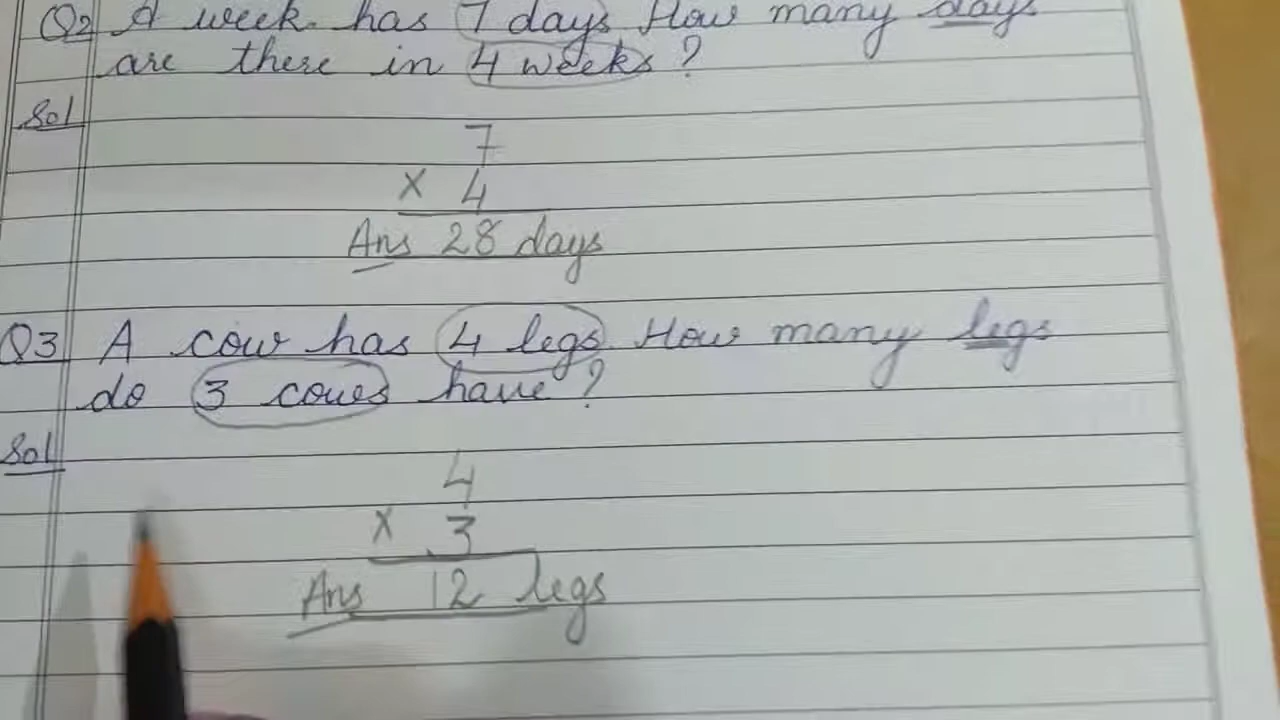 Q2 A week has 7 days How many days
are there in 4 weeks ?
Sol
7
x 4
Ans 28 days
Q3 A cow has 4 legs How many legs
do 3 cows have ?
Sol
4
x 3
Ans 12 legs